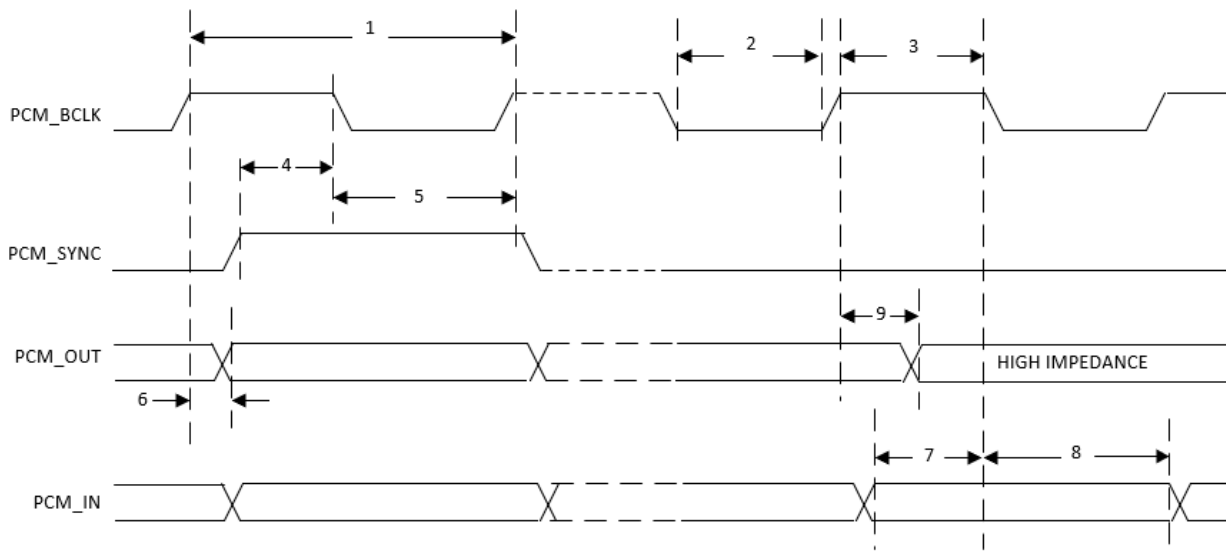 1
2
3
PCM_BCLK
4
5
PCM_SYNC
9
PCM_OUT
HIGH IMPEDANCE
6
7
8
PCM_IN